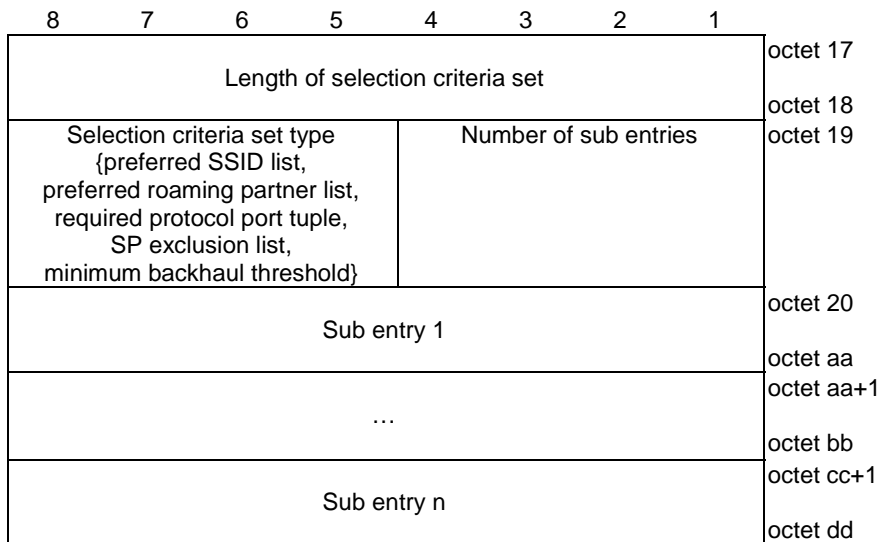 8 7 6 5 4 3 2 1
octet 17
Length of selection criteria set
octet 18
Selection criteria set type
{preferred SSID list,
preferred roaming partner list,
required protocol port tuple,
SP exclusion list,
minimum backhaul threshold}
Number of sub entries
octet 19
octet 20
Sub entry 1
octet aa
octet aa+1
…
octet bb
octet cc+1
Sub entry n
octet dd